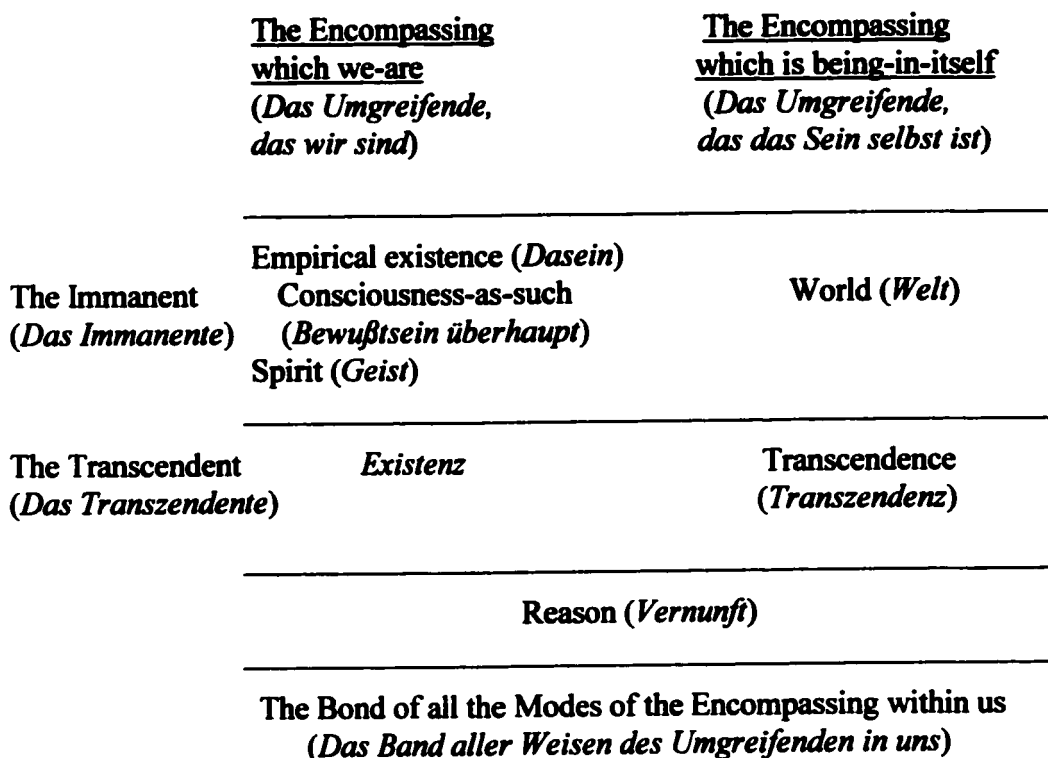 The Encompassing
which we-are
(Das Umgreifende,
das wir sind)
The Encompassing
which is being-in-itself
(Das Umgreifende,
das das Sein selbst ist)
The Immanent
(Das Immanente)
Empirical existence (Dasein)
Consciousness-as-such
(Bewußtsein überhaupt)
Spirit (Geist)
World (Welt)
The Transcendent
(Das Transzendente)
Existenz
Transcendence
(Transzendenz)
Reason (Vernunft)
The Bond of all the Modes of the Encompassing within us
(Das Band aller Weisen des Umgreifenden in uns)